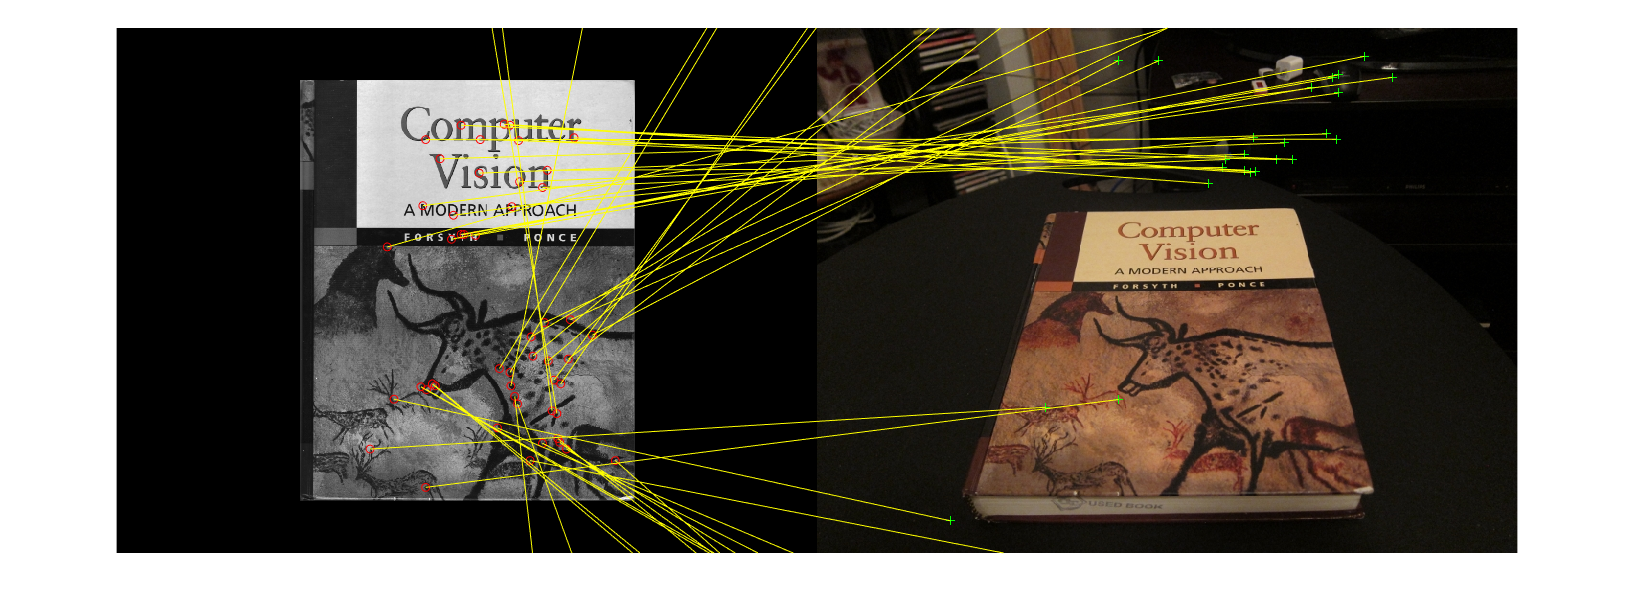 Computer
Vision
A MODERN APPROACH
FORSYTH ■ PONCE
Computer
Vision
A MODERN APPROACH
FORSYTH ■ PONCE
USED BOOK